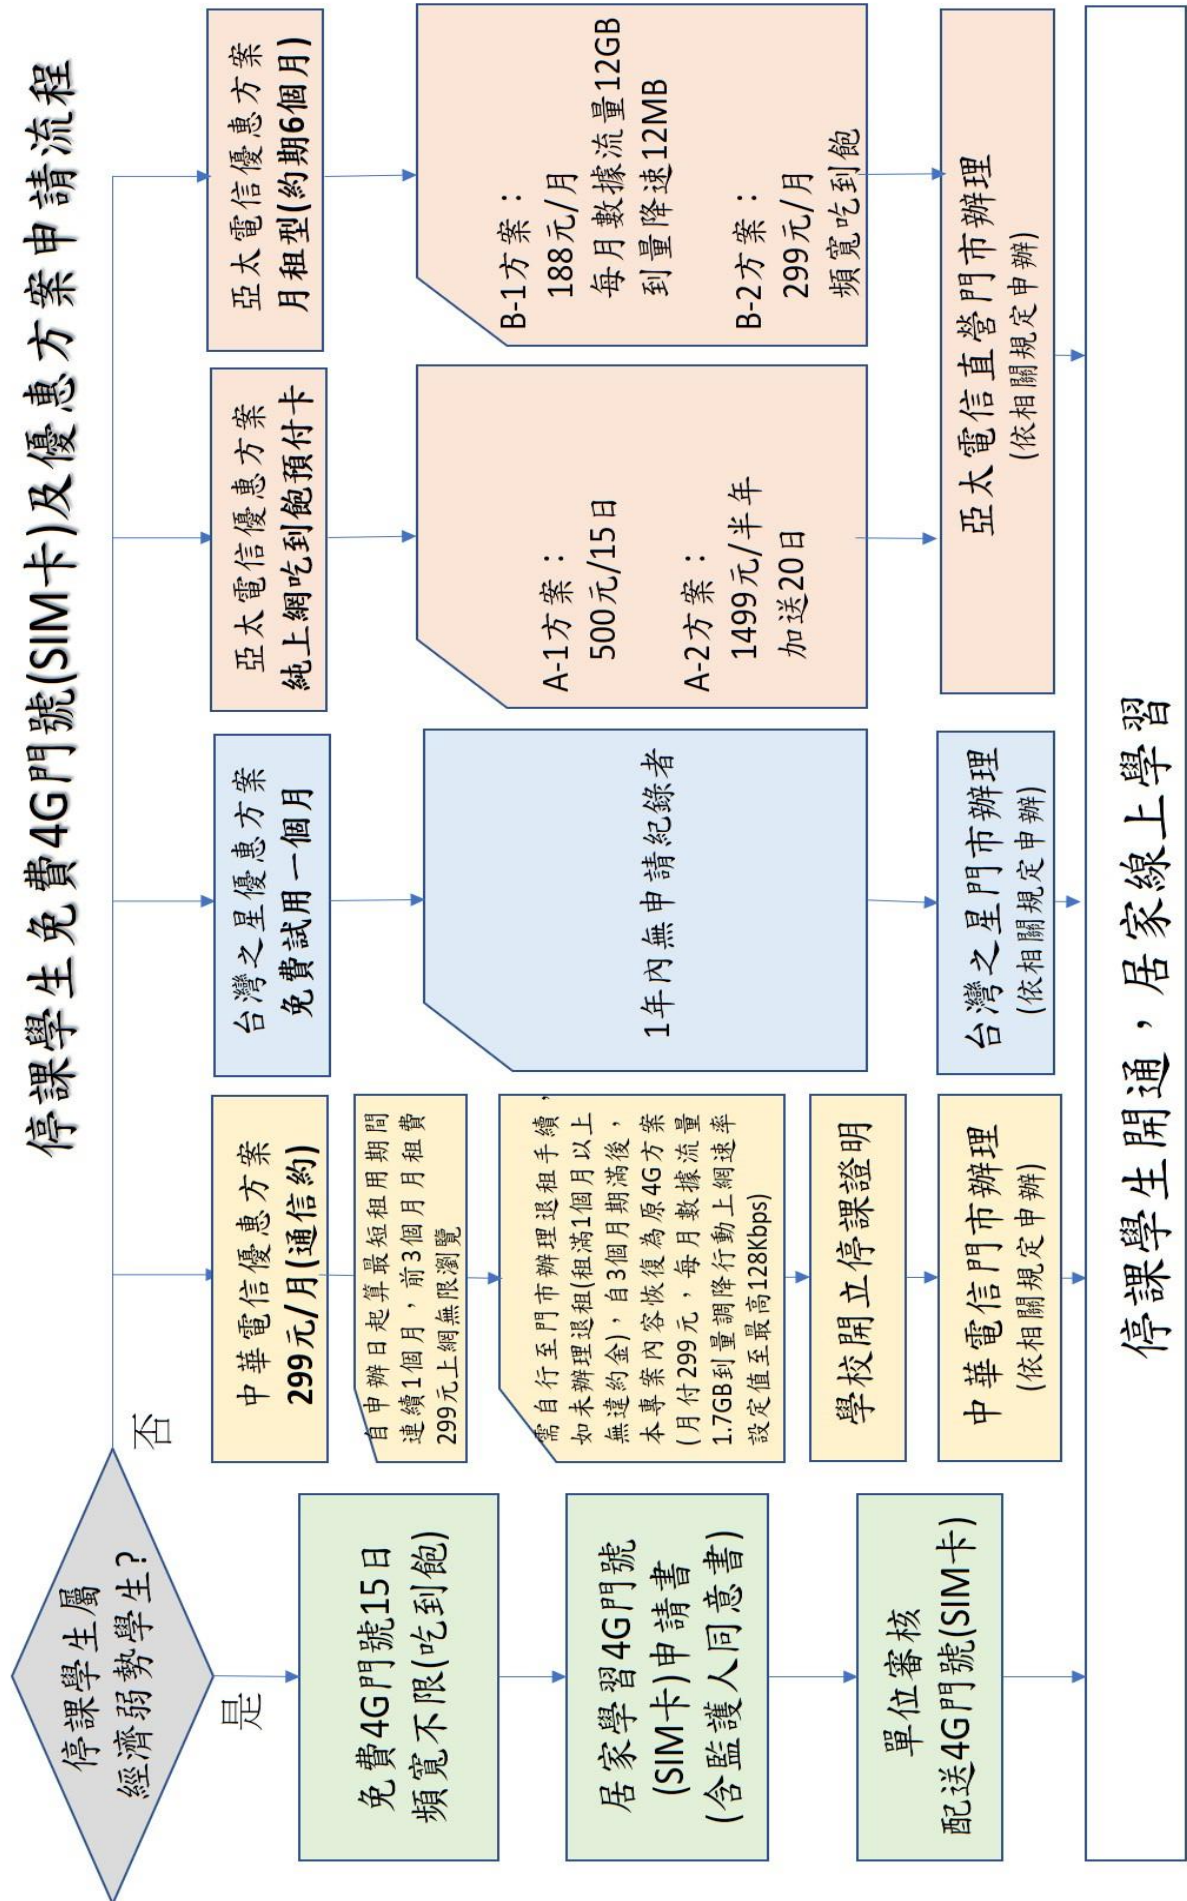 停課學生免費4G門號(SIM卡)及優惠方案申請流程
停課學生屬
經濟弱勢學生?
是
否
免費4G門號15日
頻寬不限(吃到飽)
居家學習4G門號
(SIM卡)申請書
(含監護人同意書)
單位審核
配送4G門號(SIM卡)
中華電信優惠方案
299元/月(通信約)
自申辦日起算最短租用期間
連續1個月，前3個月月租費
299元上網無限瀏覽
需自行至門市辦理退租手續，
如未辦理退租(租滿1個月以上
無違約金)，自3個月期滿後，
本專案內容恢復為原4G方案
(月付299元，每月數據流量
1.7GB到量調降行動上網速率
設定值至最高128Kbps)
學校開立停課證明
中華電信門市辦理
(依相關規定申辦)
台灣之星優惠方案
免費試用一個月
1年內無申請紀錄者
台灣之星門市辦理
(依相關規定申辦)
亞太電信優惠方案
純上網吃到飽預付卡
A-1方案：
500元/15日
A-2方案：
1499元/半年
加送20日
亞太電信優惠方案
月租型(約期6個月)
B-1方案：
188元/月
每月數據流量12GB
到量降速12MB
B-2方案：
299元/月
頻寬吃到飽
亞太電信直營門市辦理
(依相關規定申辦)
停課學生開通，居家線上學習